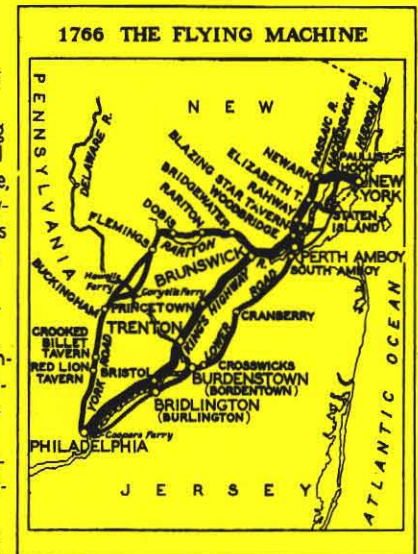 1766 THE FLYING MACHINE
PENNSYLVANIA
DELAWARE R.
NEW
PASSAIC R.
HACKENSACK R.
HUDSON R.
PAULUS HOOK
NEWARK
NEW YORK
ELIZABETH T.
RAHWAY
BLAZING STAR TAVERN
WOODBRIDGE
STATEN ISLAND
BRIDGEWATER
RARITON
DOBIS
RARITON
FLEMINGS
PERTH AMBOY
SOUTH AMBOY
BRUNSWICK
Howells Ferry
Coryells Ferry
BUCKINGHAM
PRINCETOWN
KING'S HIGHWAY
LOWER ROAD
CRANBERRY
TRENTON
CROOKED BILLET TAVERN
RED LION TAVERN
YORK ROAD
BRISTOL
CROSSWICKS
BURDENSTOWN
(BORDENTOWN)
BRIDLINGTON
(BURLINGTON)
Coopers Ferry
PHILADELPHIA
JERSEY
ATLANTIC OCEAN